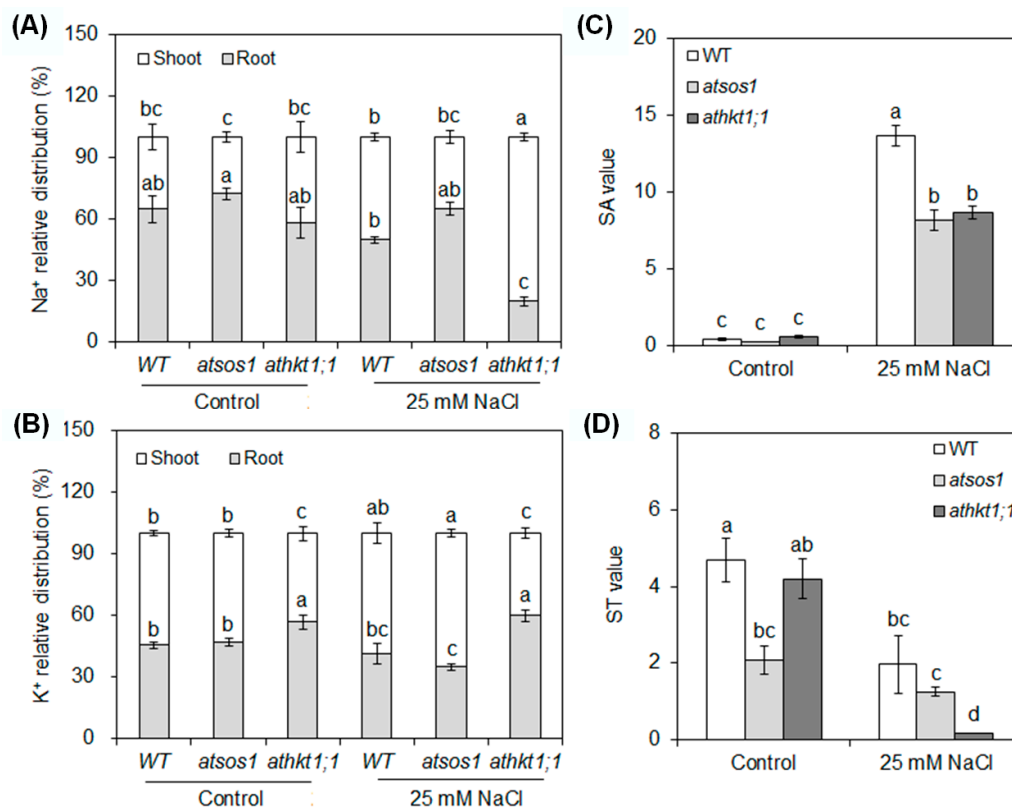 (A)
Na⁺ relative distribution (%)
150
120
90
60
30
0
Shoot Root
bc c bc b bc a
ab a ab b ab c
WT atsos1 athkt1;1 WT atsos1 athkt1;1
Control 25 mM NaCl
(B)
K⁺ relative distribution (%)
150
120
90
60
30
0
Shoot Root
b b c ab a c
b b a bc c a
WT atsos1 athkt1;1 WT atsos1 athkt1;1
Control 25 mM NaCl
(C)
SA value
20
15
10
5
0
WT
atsos1
athkt1;1
c c c a b b
Control 25 mM NaCl
(D)
ST value
8
6
4
2
0
WT
atsos1
athkt1;1
a bc ab bc c d
Control 25 mM NaCl